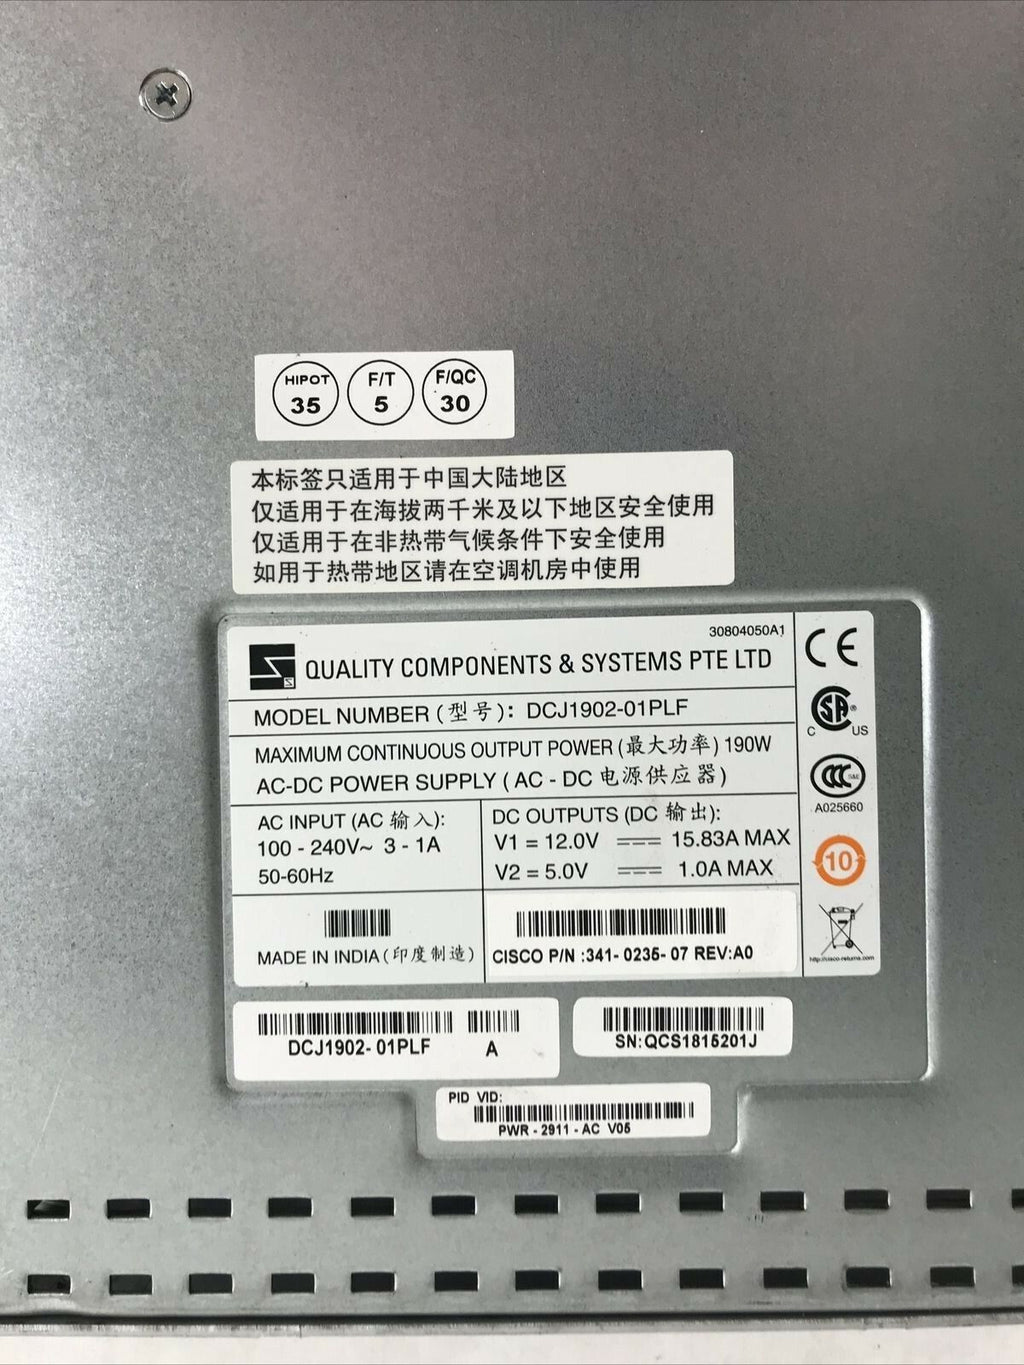 HIPOT 35 F/T 5 F/QC 30
本标签只适用于中国大陆地区
仅适用于在海拔两千米及以下地区安全使用
仅适用于在非热带气候条件下安全使用
如用于热带地区请在空调机房中使用
30804050A1
QUALITY COMPONENTS & SYSTEMS PTE LTD
MODEL NUMBER (型号): DCJ1902-01PLF
MAXIMUM CONTINUOUS OUTPUT POWER (最大功率) 190W
AC-DC POWER SUPPLY ( AC - DC 电源供应器)
AC INPUT (AC 输入):
100 - 240V~ 3 - 1A
50-60Hz
DC OUTPUTS (DC 输出):
V1 = 12.0V 15.83A MAX
V2 = 5.0V 1.0A MAX
MADE IN INDIA (印度制造)
CISCO P/N :341- 0235- 07 REV:A0
CE
C SA® US
CCC S&E
A025660
10
http://cisco-returns.com
DCJ1902- 01PLF A
SN:QCS1815201J
PID VID:
PWR - 2911 - AC V05